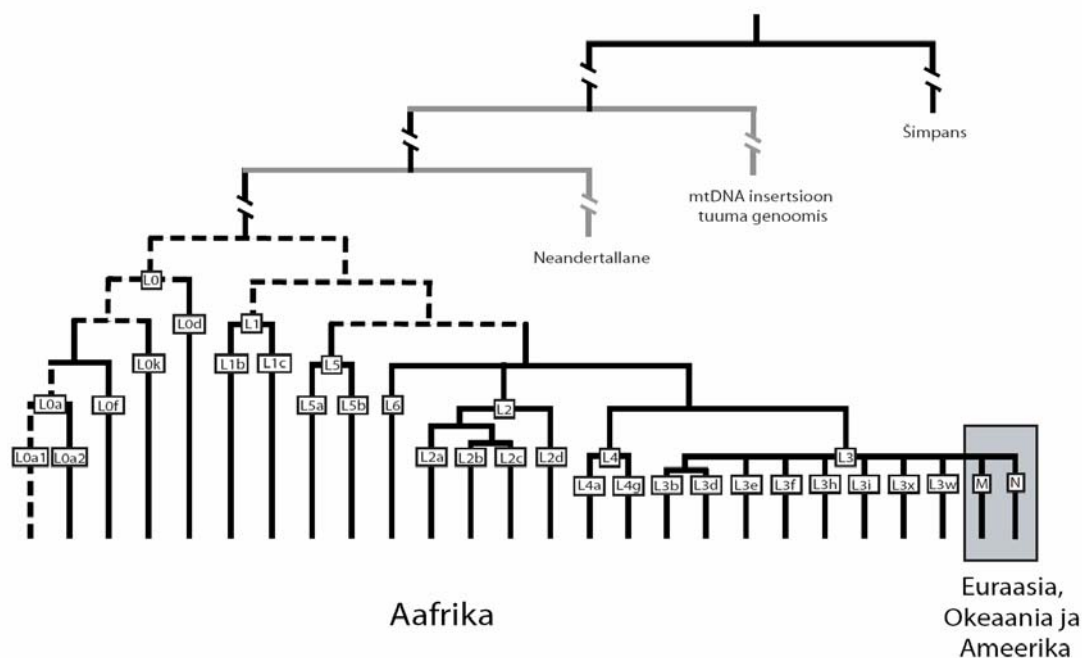 Šimpans
mtDNA insertsioon
tuuma genoomis
Neandertallane
L0
L0d
L1
L0k
L1b
L1c
L5
L0a
L0f
L5a
L5b
L6
L2
L0a1
L0a2
L2a
L2b
L2c
L2d
L4
L3
L4a
L4g
L3b
L3d
L3e
L3f
L3h
L3i
L3x
L3w
M
N
Aafrika
Euraasia,
Okeaania ja
Ameerika